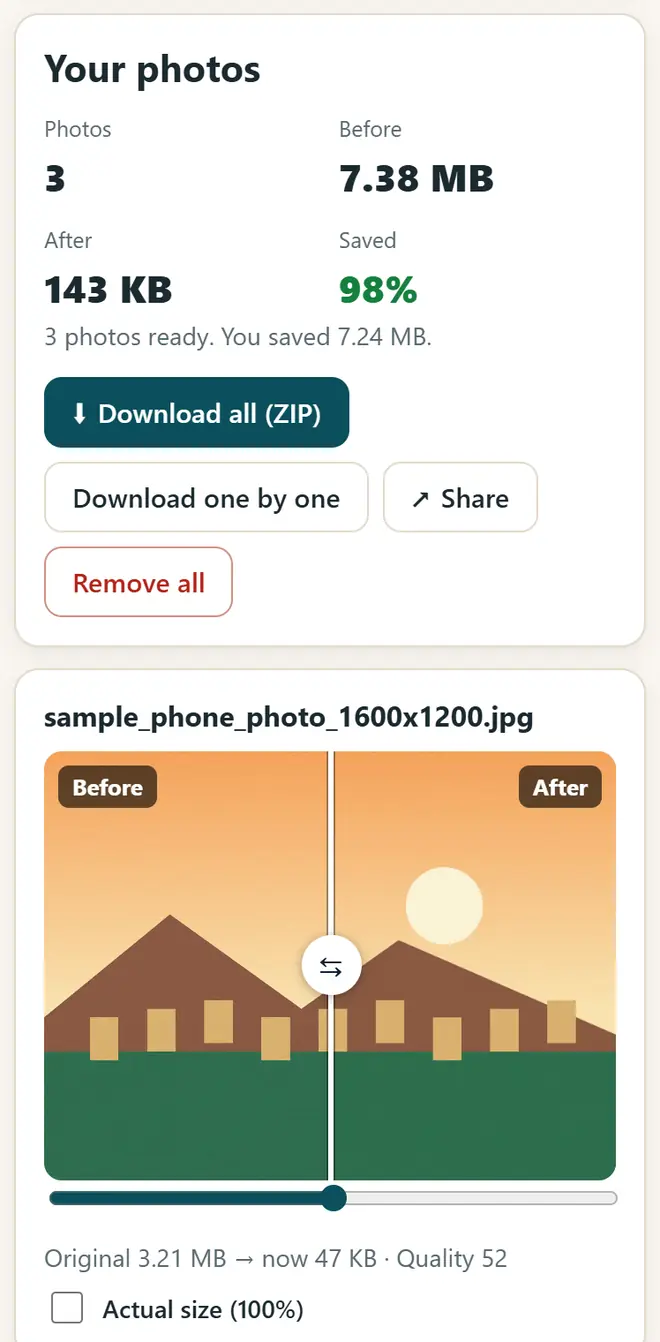 Your photos
Photos
3
Before
7.38 MB
After
143 KB
Saved
98%
3 photos ready. You saved 7.24 MB.
⬇ Download all (ZIP)
Download one by one
↗ Share
Remove all
sample_phone_photo_1600x1200.jpg
Before
After
Original 3.21 MB → now 47 KB · Quality 52
Actual size (100%)